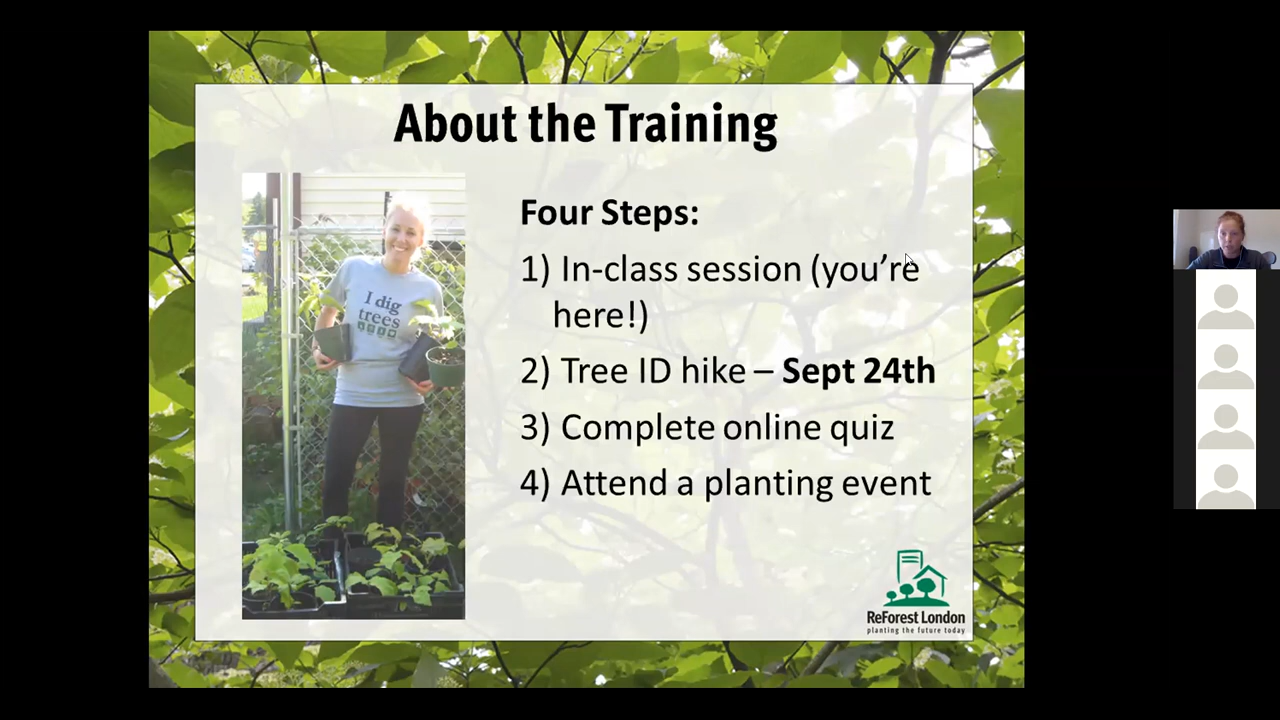 About the Training
I dig
trees
Four Steps:
1) In-class session (you're
here!)
2) Tree ID hike – Sept 24th
3) Complete online quiz
4) Attend a planting event
ReForest London
planting the future today